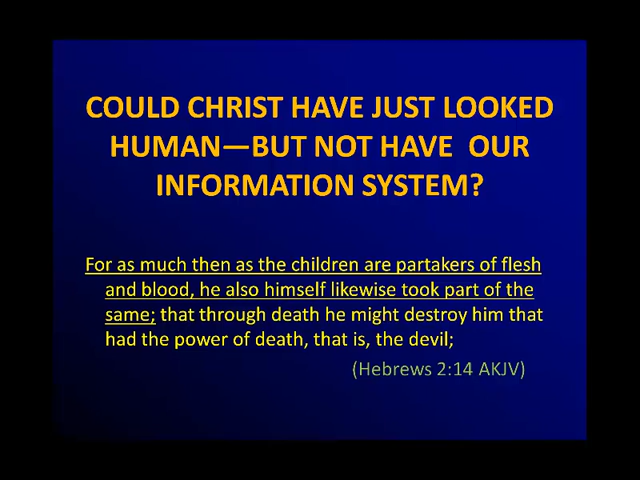 COULD CHRIST HAVE JUST LOOKED
HUMAN—BUT NOT HAVE  OUR
INFORMATION SYSTEM?
For as much then as the children are partakers of flesh
and blood, he also himself likewise took part of the
same; that through death he might destroy him that
had the power of death, that is, the devil;
(Hebrews 2:14 AKJV)